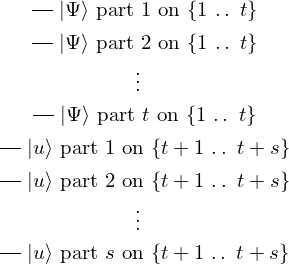 — |Ψ⟩ part 1 on {1 .. t}
— |Ψ⟩ part 2 on {1 .. t}
⋮
— |Ψ⟩ part t on {1 .. t}
— |u⟩ part 1 on {t + 1 .. t + s}
— |u⟩ part 2 on {t + 1 .. t + s}
⋮
— |u⟩ part s on {t + 1 .. t + s}